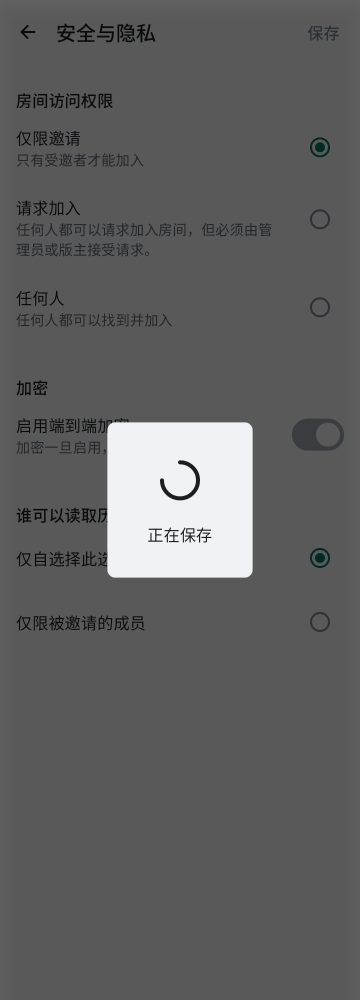 安全与隐私
保存
房间访问权限
仅限邀请
只有受邀者才能加入
请求加入
任何人都可以请求加入房间，但必须由管
理员或版主接受请求。
任何人
任何人都可以找到并加入
加密
启用端到端加密
加密一旦启用，
正在保存
谁可以读取历
仅自选择此选
仅限被邀请的成员